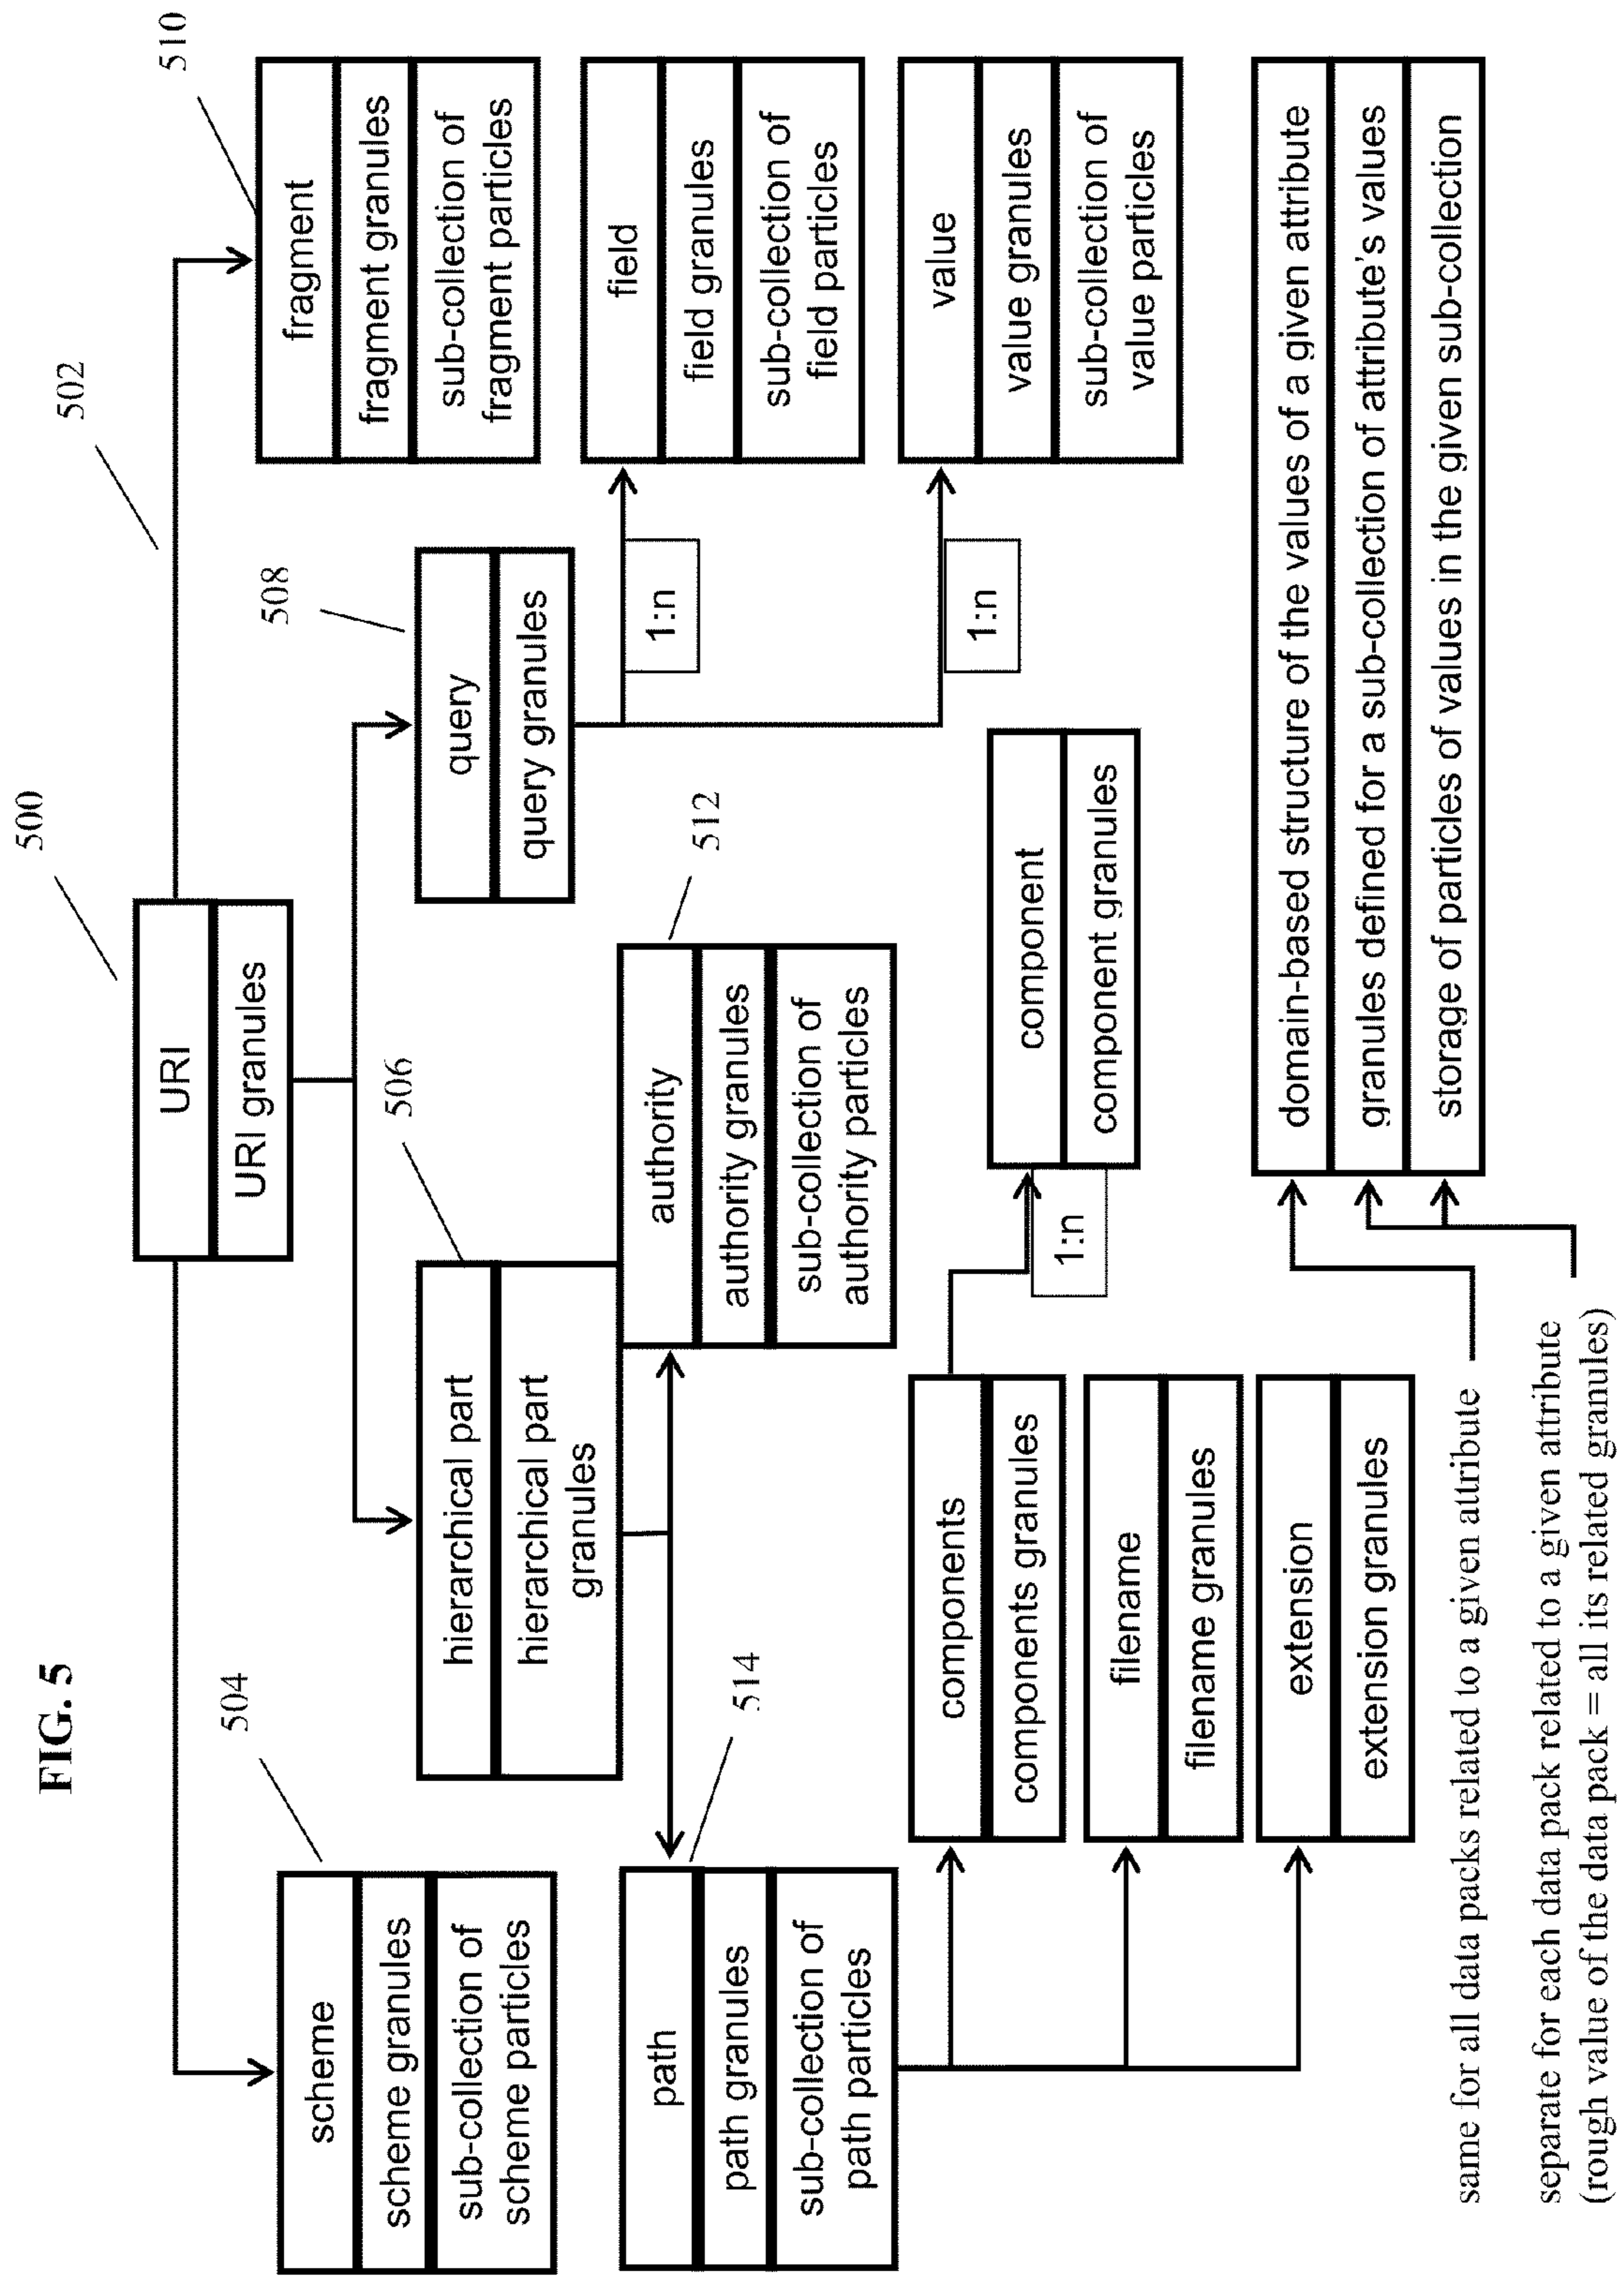 FIG. 5
500
502
URI
URI granules
504
scheme
scheme granules
sub-collection of
scheme particles
506
hierarchical part
hierarchical part
granules
508
query
query granules
510
fragment
fragment granules
sub-collection of
fragment particles
514
path
path granules
sub-collection of
path particles
512
authority
authority granules
sub-collection of
authority particles
1:n
field
field granules
sub-collection of
field particles
1:n
value
value granules
sub-collection of
value particles
components
components granules
1:n
component
component granules
filename
filename granules
extension
extension granules
domain-based structure of the values of a given attribute
granules defined for a sub-collection of attribute's values
storage of particles of values in the given sub-collection
same for all data packs related to a given attribute
separate for each data pack related to a given attribute
(rough value of the data pack = all its related granules)